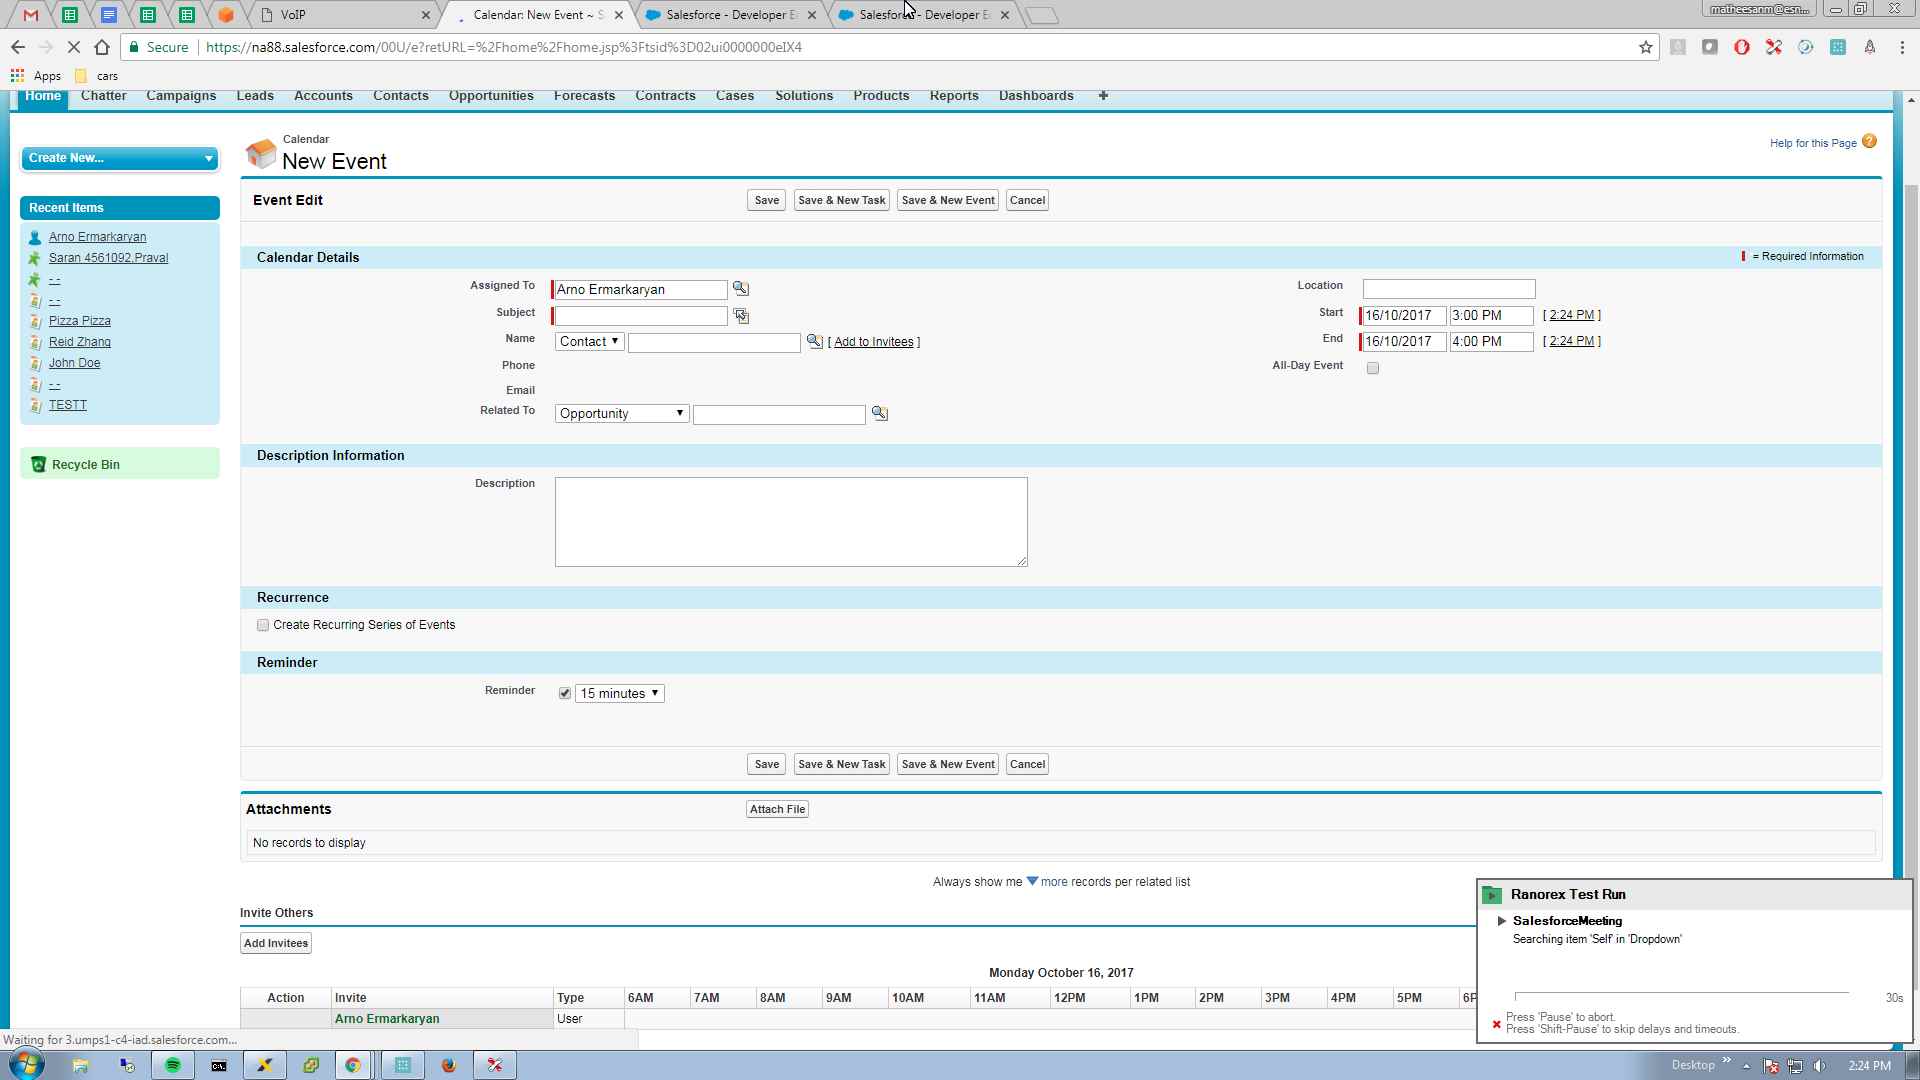 VoIP
Calendar: New Event ~ S
Salesforce - Developer E
Salesforce - Developer E
matheesanm@esn...
Secure
https://na88.salesforce.com/00U/e?retURL=%2Fhome%2Fhome.jsp%3Ftsid%3D02ui0000000eIX4
Apps cars
Home Chatter Campaigns Leads Accounts Contacts Opportunities Forecasts Contracts Cases Solutions Products Reports Dashboards +
Create New...
Recent Items
Arno Ermarkaryan
Saran 4561092,Praval
- -
- -
Pizza Pizza
Reid Zhang
John Doe
- -
TESTT
Recycle Bin
Calendar
New Event
Help for this Page ?
Event Edit
Save Save & New Task Save & New Event Cancel
Calendar Details
= Required Information
Assigned To Arno Ermarkaryan
Subject
Name Contact [ Add to Invitees ]
Phone
Email
Related To Opportunity
Location
Start 16/10/2017 3:00 PM [ 2:24 PM ]
End 16/10/2017 4:00 PM [ 2:24 PM ]
All-Day Event
Description Information
Description
Recurrence
Create Recurring Series of Events
Reminder
Reminder 15 minutes
Save Save & New Task Save & New Event Cancel
Attachments
Attach File
No records to display
Always show me more records per related list
Invite Others
Add Invitees
Monday October 16, 2017
Action Invite Type 6AM 7AM 8AM 9AM 10AM 11AM 12PM 1PM 2PM 3PM 4PM 5PM 6P
Arno Ermarkaryan User
Ranorex Test Run
SalesforceMeeting
Searching item 'Self' in 'Dropdown'
30s
Press 'Pause' to abort.
Press 'Shift-Pause' to skip delays and timeouts.
Waiting for 3.umps1-c4-iad.salesforce.com...
Desktop
2:24 PM